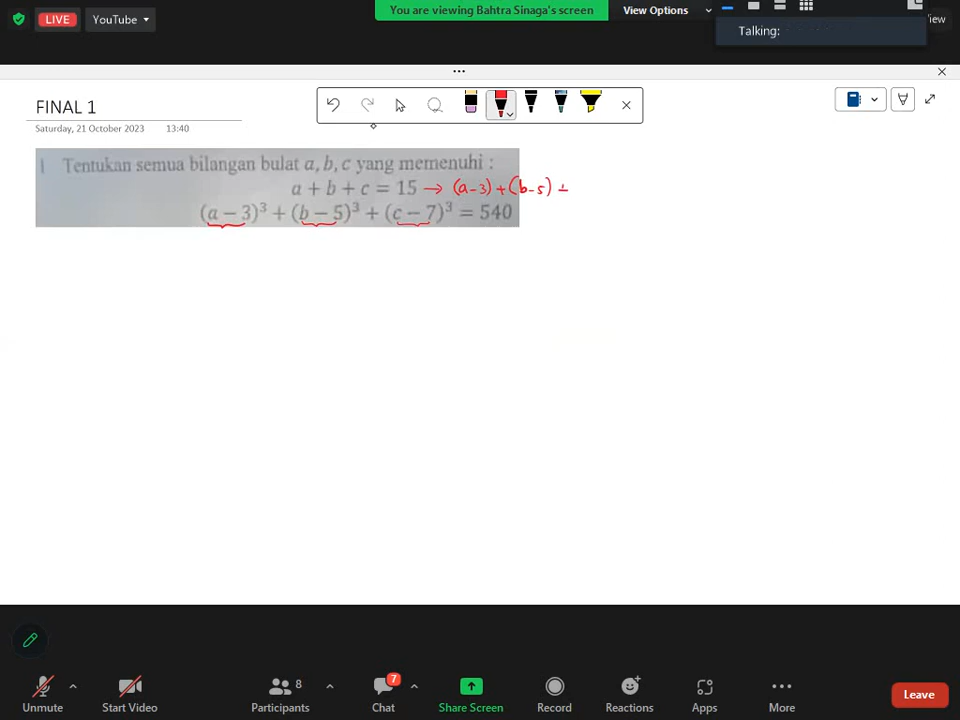 LIVE
YouTube
You are viewing Bahtra Sinaga's screen
View Options
View
Talking:
FINAL 1
Saturday, 21 October 2023 13:40
1 Tentukan semua bilangan bulat a, b, c yang memenuhi :
a + b + c = 15 → (a-3) + (b-5) +
(a − 3)³ + (b − 5)³ + (c − 7)³ = 540
Unmute
Start Video
8
Participants
7
Chat
Share Screen
Record
Reactions
Apps
More
Leave